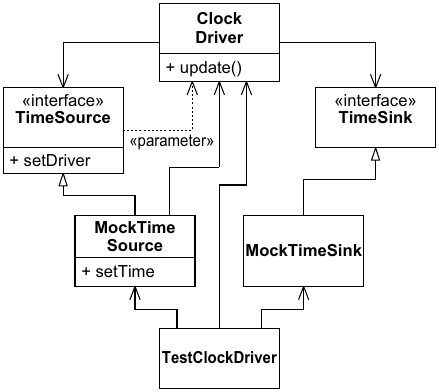 Clock
Driver
+ update()
«interface»
TimeSource
+ setDriver
«interface»
TimeSink
«parameter»
MockTime
Source
+ setTime
MockTimeSink
TestClockDriver